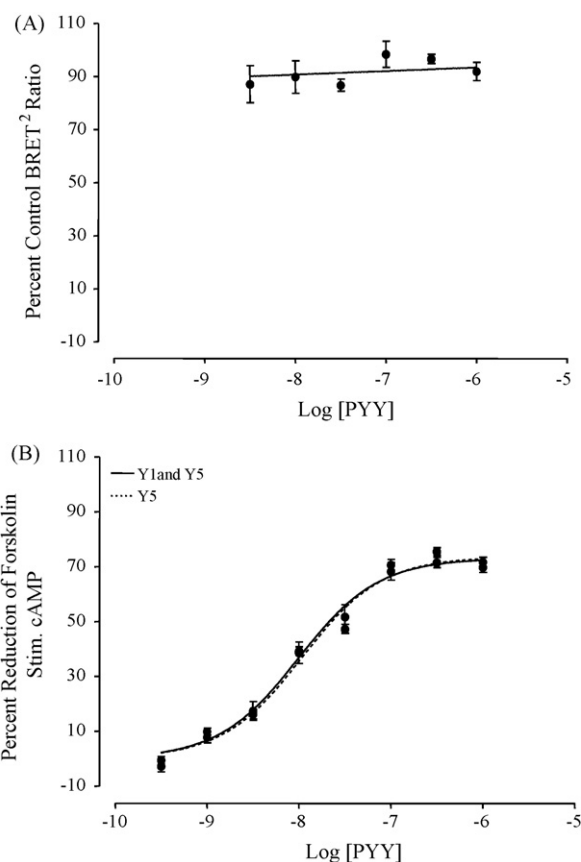 (A)
Percent Control BRET² Ratio
110
90
70
50
30
10
-10
-10 -9 -8 -7 -6 -5
Log [PYY]
(B)
Percent Reduction of Forskolin
Stim. cAMP
110
90
70
50
30
10
-10
Y1and Y5
Y5
-10 -9 -8 -7 -6 -5
Log [PYY]